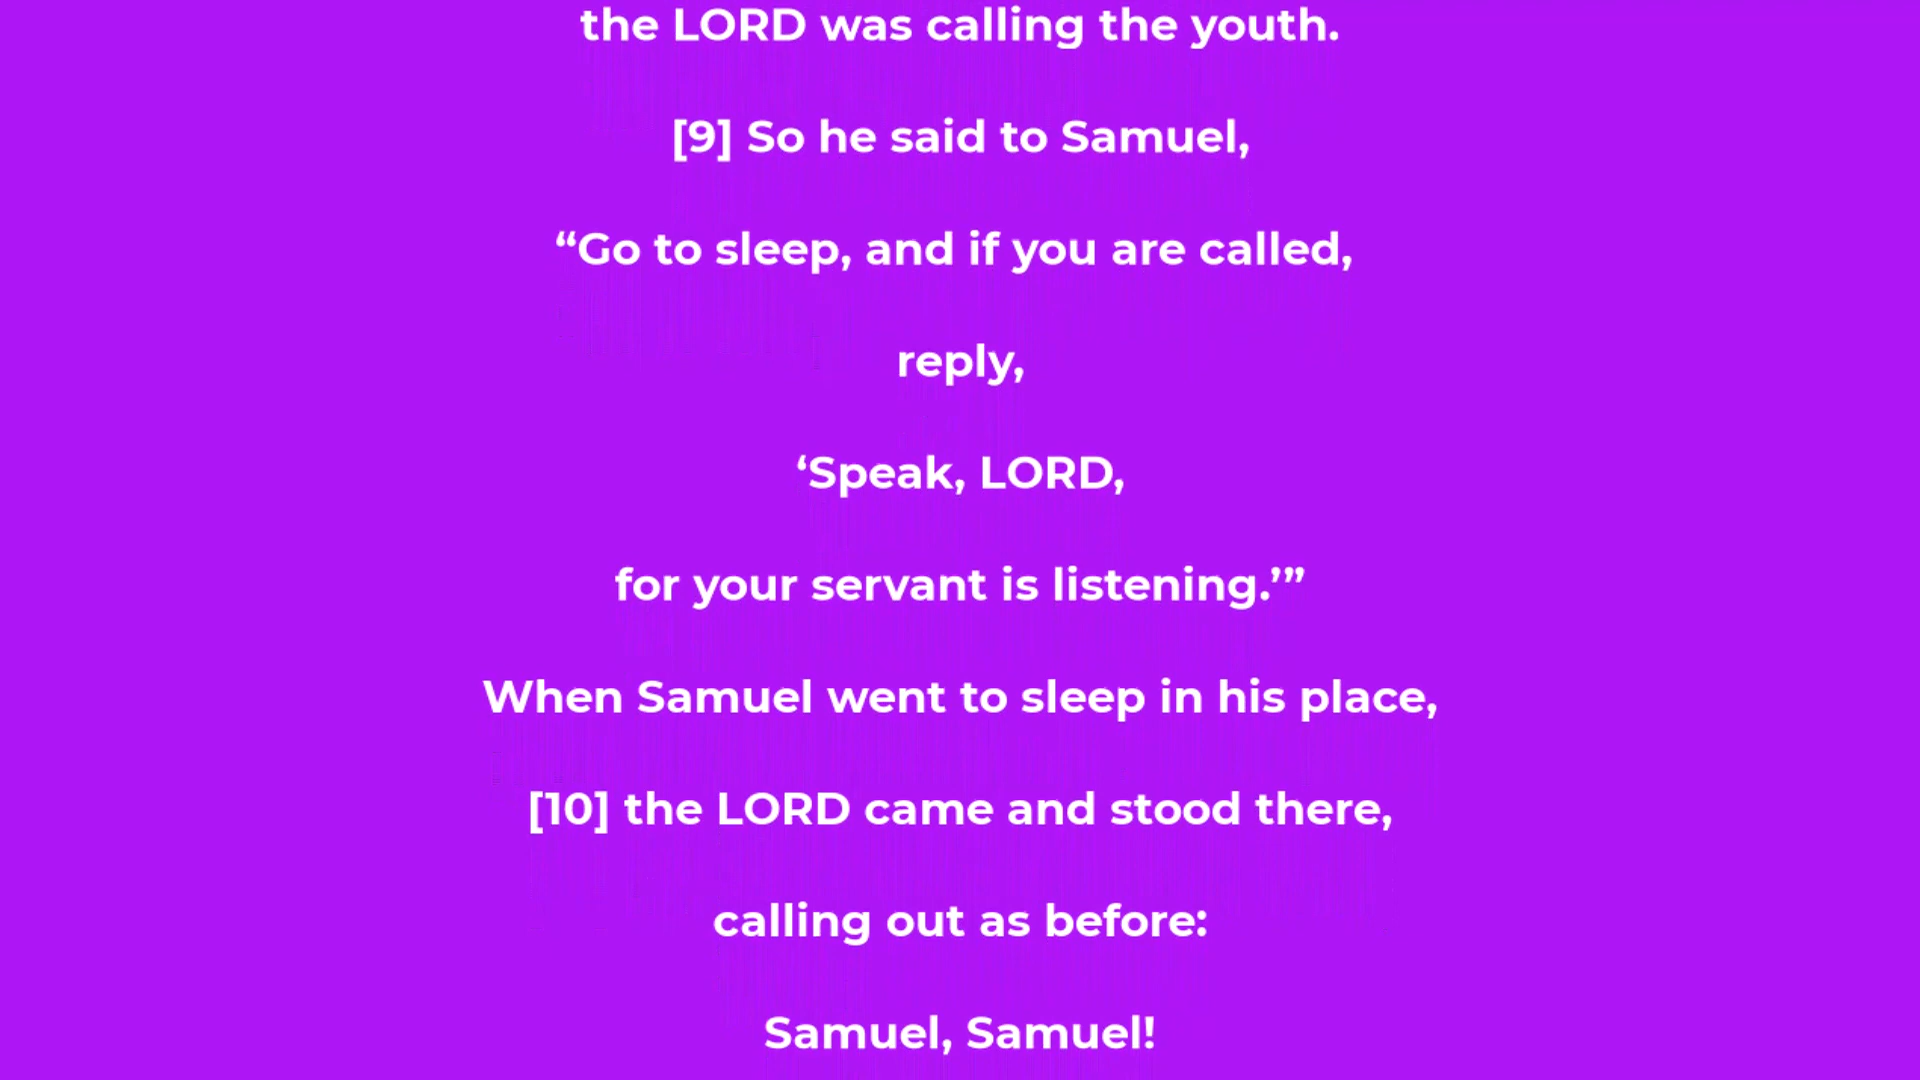 the LORD was calling the youth.
[9] So he said to Samuel,
“Go to sleep, and if you are called,
reply,
‘Speak, LORD,
for your servant is listening.’”
When Samuel went to sleep in his place,
[10] the LORD came and stood there,
calling out as before:
Samuel, Samuel!